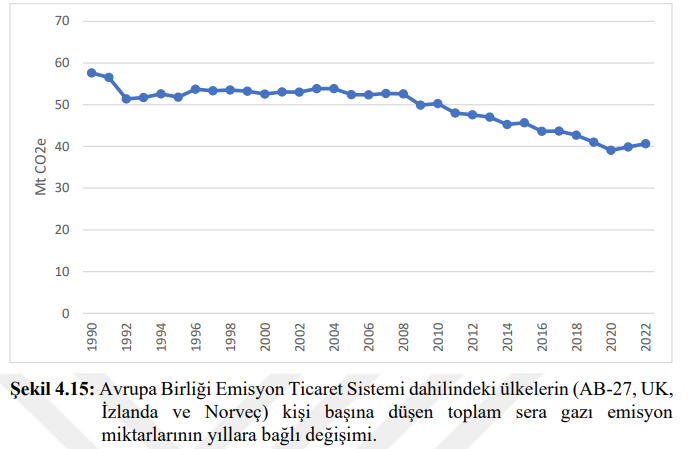 70
60
50
40
30
20
10
0
Mt CO2e
1990 1992 1994 1996 1998 2000 2002 2004 2006 2008 2010 2012 2014 2016 2018 2020 2022
Şekil 4.15: Avrupa Birliği Emisyon Ticaret Sistemi dahilindeki ülkelerin (AB-27, UK,
İzlanda ve Norveç) kişi başına düşen toplam sera gazı emisyon
miktarlarının yıllara bağlı değişimi.